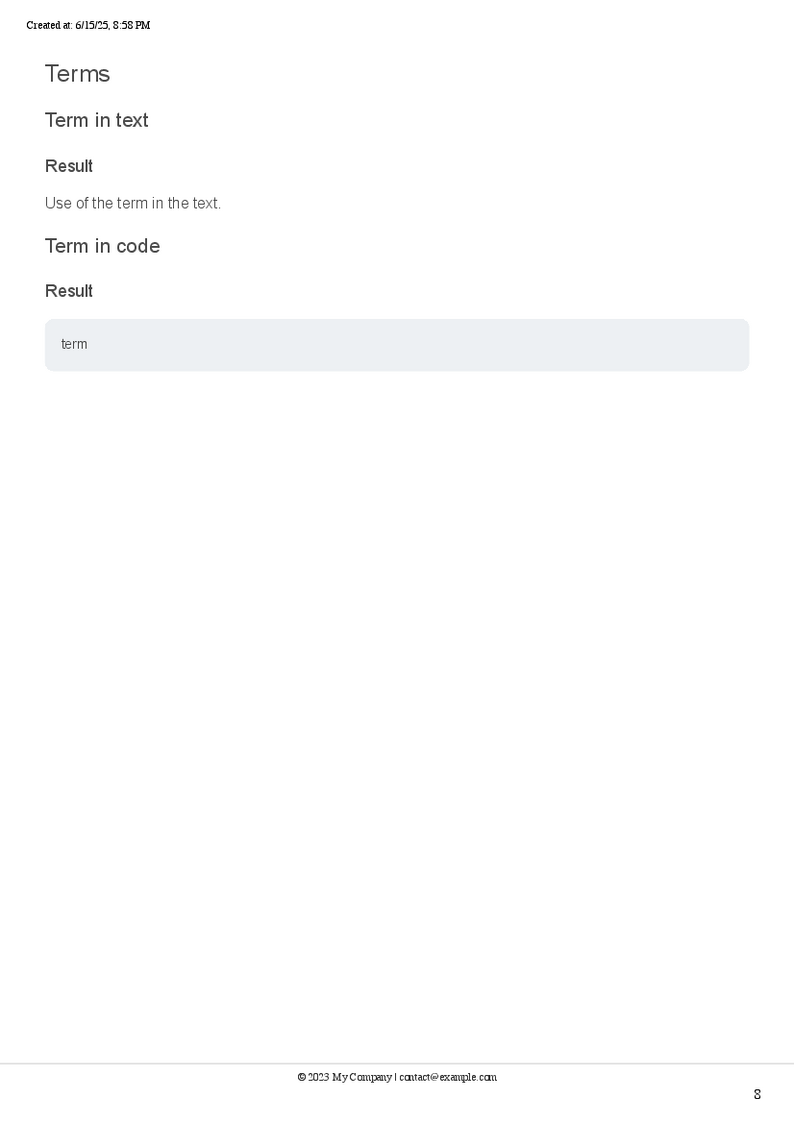 Created at: 6/15/25, 8:58 PM
Terms
Term in text
Result
Use of the term in the text.
Term in code
Result
term
© 2023 My Company | contact@example.com
8